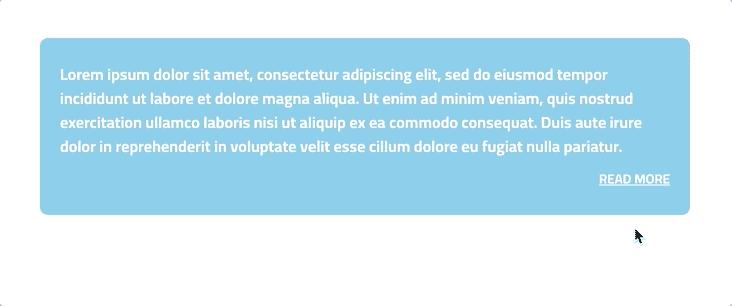 Lorem ipsum dolor sit amet, consectetur adipiscing elit, sed do eiusmod tempor
incididunt ut labore et dolore magna aliqua. Ut enim ad minim veniam, quis nostrud
exercitation ullamco laboris nisi ut aliquip ex ea commodo consequat. Duis aute irure
dolor in reprehenderit in voluptate velit esse cillum dolore eu fugiat nulla pariatur.
READ MORE